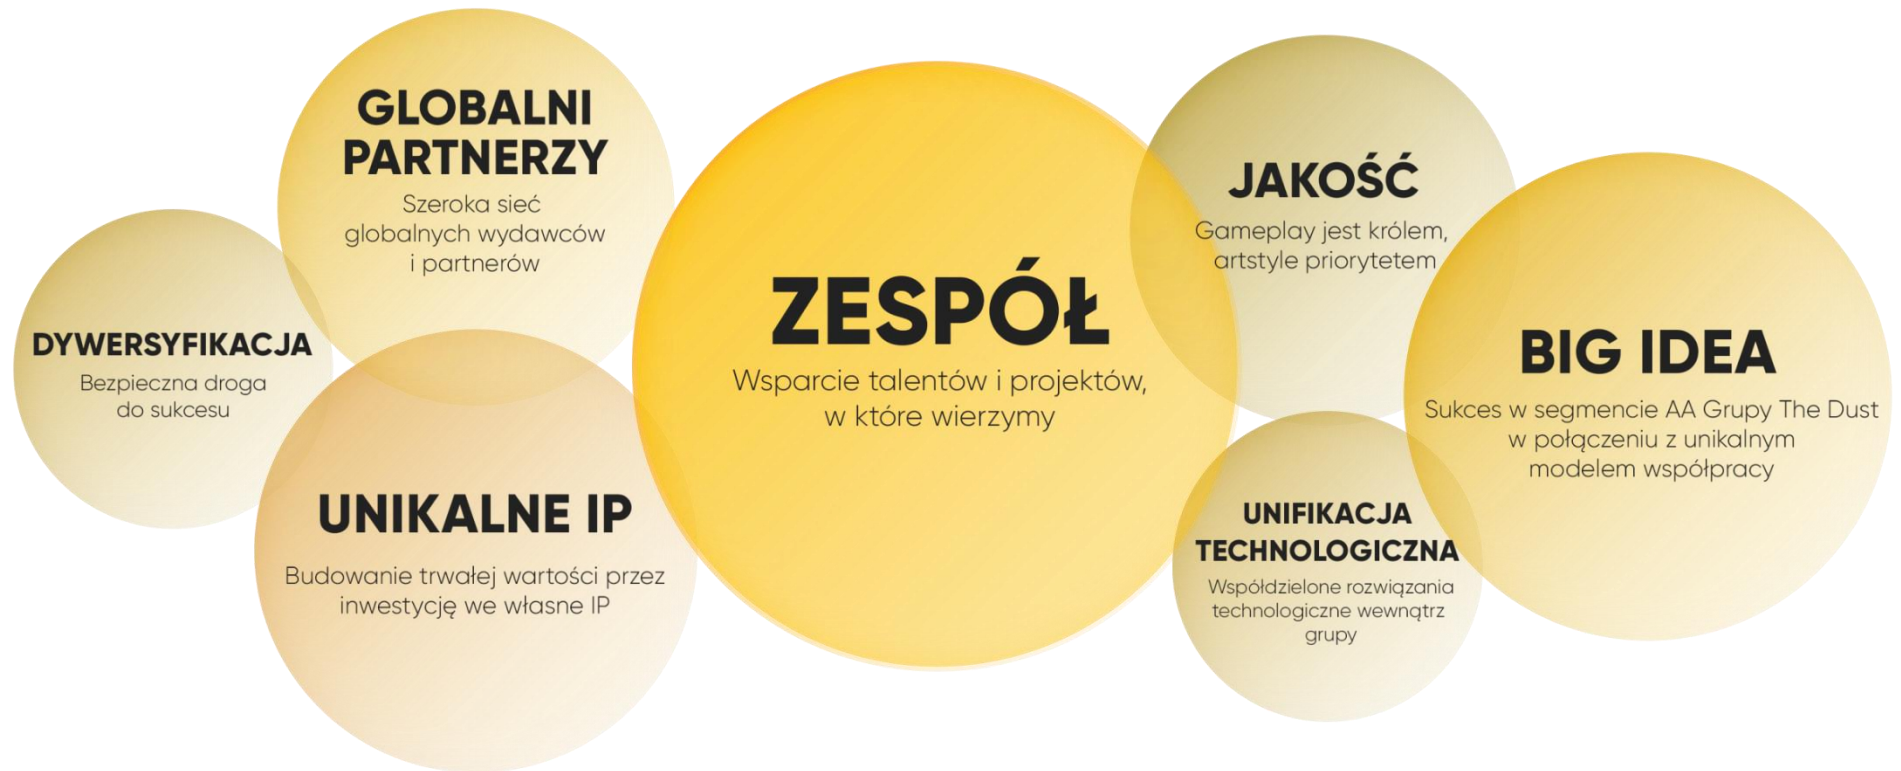 GLOBALNI
PARTNERZY
Szeroka sieć
globalnych wydawców
i partnerów
DYWERSYFIKACJA
Bezpieczna droga
do sukcesu
UNIKALNE IP
Budowanie trwałej wartości przez
inwestycję we własne IP
ZESPÓŁ
Wsparcie talentów i projektów,
w które wierzymy
JAKOŚĆ
Gameplay jest królem,
artstyle priorytetem
BIG IDEA
Sukces w segmencie AA Grupy The Dust
w połączeniu z unikalnym
modelem współpracy
UNIFIKACJA
TECHNOLOGICZNA
Współdzielone rozwiązania
technologiczne wewnątrz
grupy